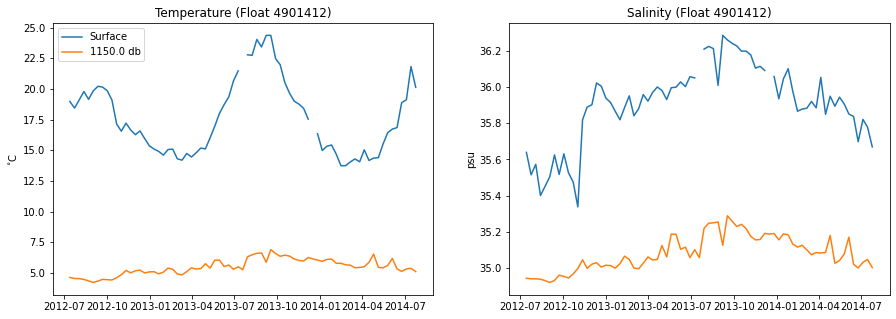 Temperature (Float 4901412)
25.0
22.5
20.0
17.5
15.0
12.5
10.0
7.5
5.0
°C
Surface
1150.0 db
2012-07 2012-10 2013-01 2013-04 2013-07 2013-10 2014-01 2014-04 2014-07
Salinity (Float 4901412)
36.2
36.0
35.8
35.6
35.4
35.2
35.0
psu
2012-07 2012-10 2013-01 2013-04 2013-07 2013-10 2014-01 2014-04 2014-07